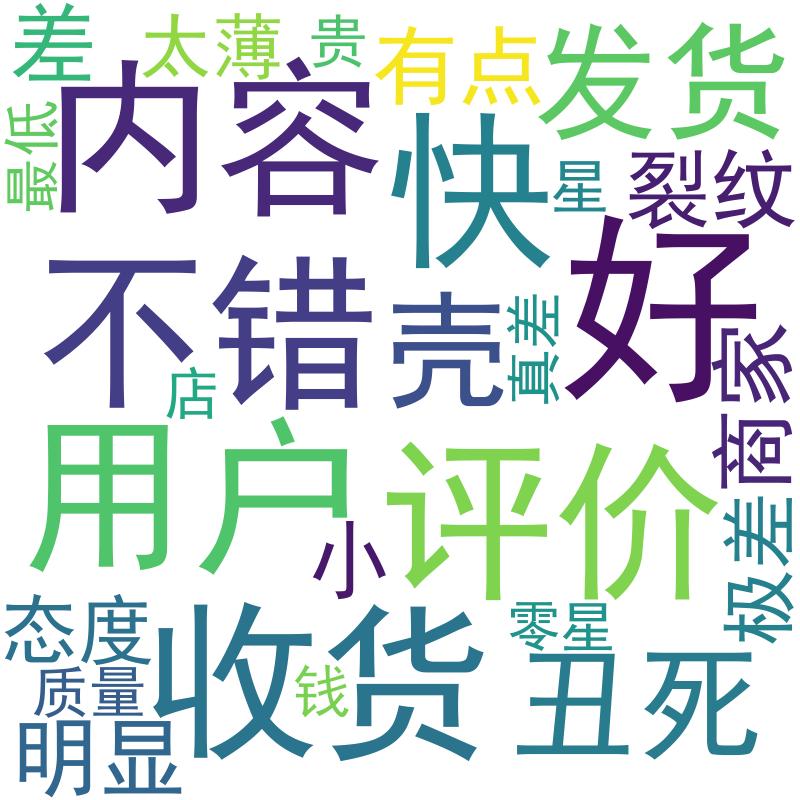 差
太薄
贵
有点
发货
内容
最低
快
星
裂纹
好
不错
壳
真差
店
商家
用户
评价
小
极差
态度
收货
零星
质量
钱
丑死
明显